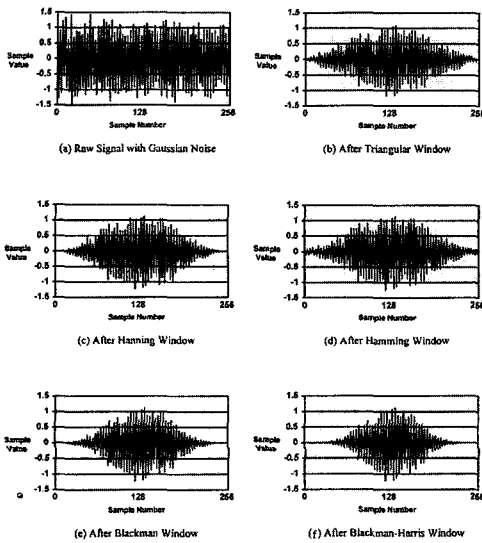 1.5
1
0.5
Sample
Value
0
-0.5
-1
-1.5
0 128 256
Sample Number
(a) Raw Signal with Gaussian Noise
1.5
1
0.5
Sample
Value
0
-0.5
-1
-1.5
0 128 256
Sample Number
(b) After Triangular Window
1.5
1
0.5
Sample
Value
0
-0.5
-1
-1.5
0 128 256
Sample Number
(c) After Hanning Window
1.5
1
0.5
Sample
Value
0
-0.5
-1
-1.5
0 128 256
Sample Number
(d) After Hamming Window
1.5
1
0.5
Sample
Value
0
-0.5
-1
-1.5
0 128 256
Sample Number
(e) After Blackman Window
1.5
1
0.5
Sample
Value
0
-0.5
-1
-1.5
0 128 256
Sample Number
(f) After Blackman-Harris Window